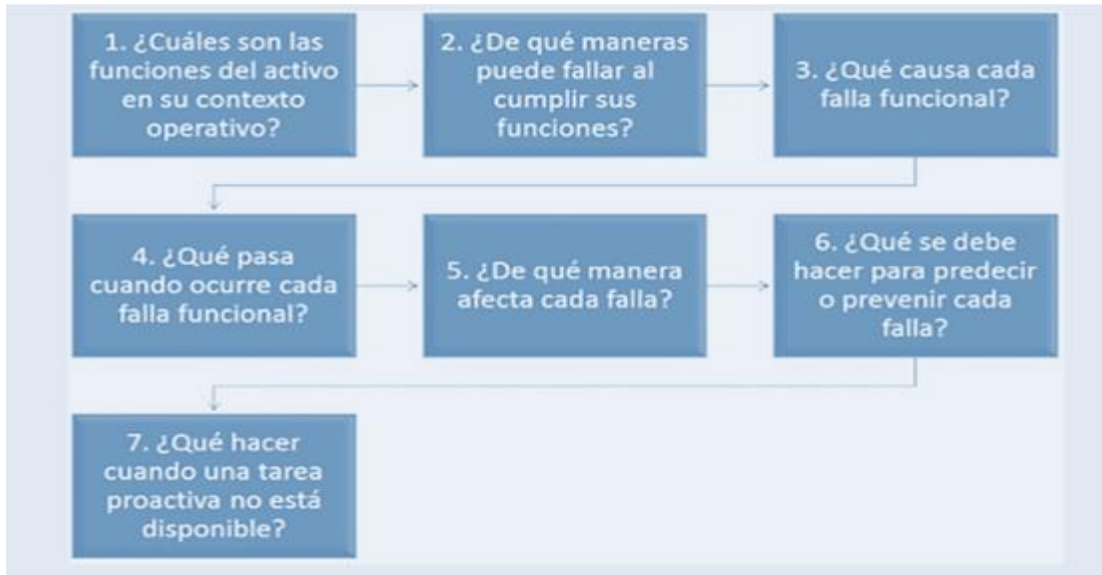 1. ¿Cuáles son las
funciones del activo
en su contexto
operativo?
2. ¿De qué maneras
puede fallar al
cumplir sus
funciones?
3. ¿Qué causa cada
falla funcional?
4. ¿Qué pasa
cuando ocurre cada
falla funcional?
5. ¿De qué manera
afecta cada falla?
6. ¿Qué se debe
hacer para predecir
o prevenir cada
falla?
7. ¿Qué hacer
cuando una tarea
proactiva no está
disponible?